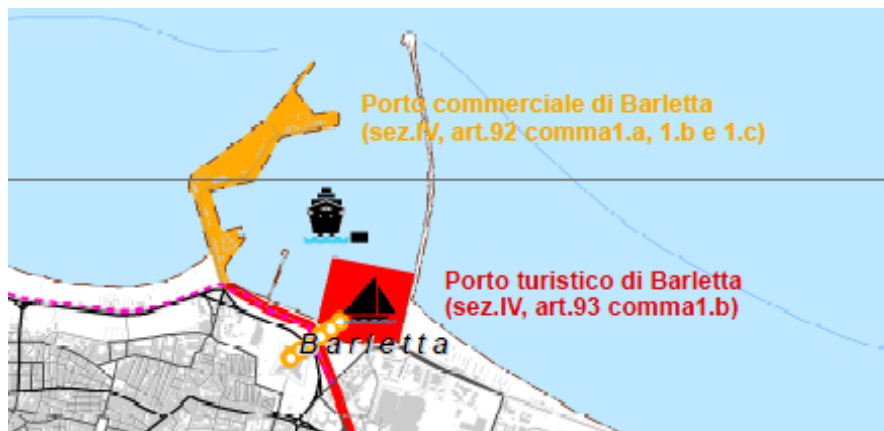 Porto commerciale di Barletta
(sez.IV, art.92 comma1.a, 1.b e 1.c)
Porto turistico di Barletta
(sez.IV, art.93 comma1.b)
Barletta